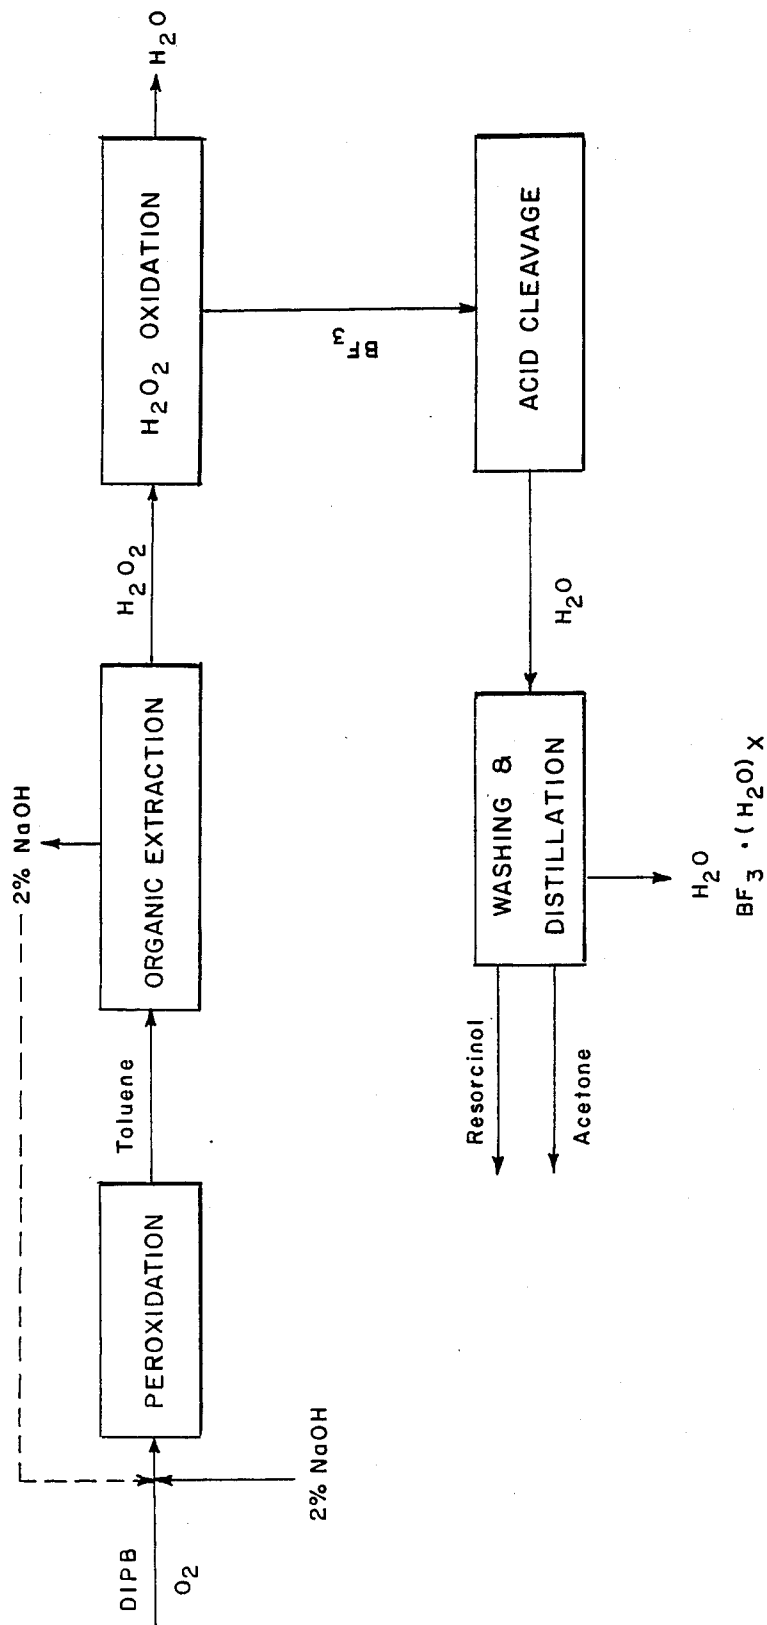 2% NaOH
DIPB
O2
2% NaOH
PEROXIDATION
Toluene
ORGANIC EXTRACTION
H2O2
H2O2 OXIDATION
H2O
BF3
ACID CLEAVAGE
H2O
WASHING &
DISTILLATION
Resorcinol
Acetone
H2O
BF3 · (H2O)X